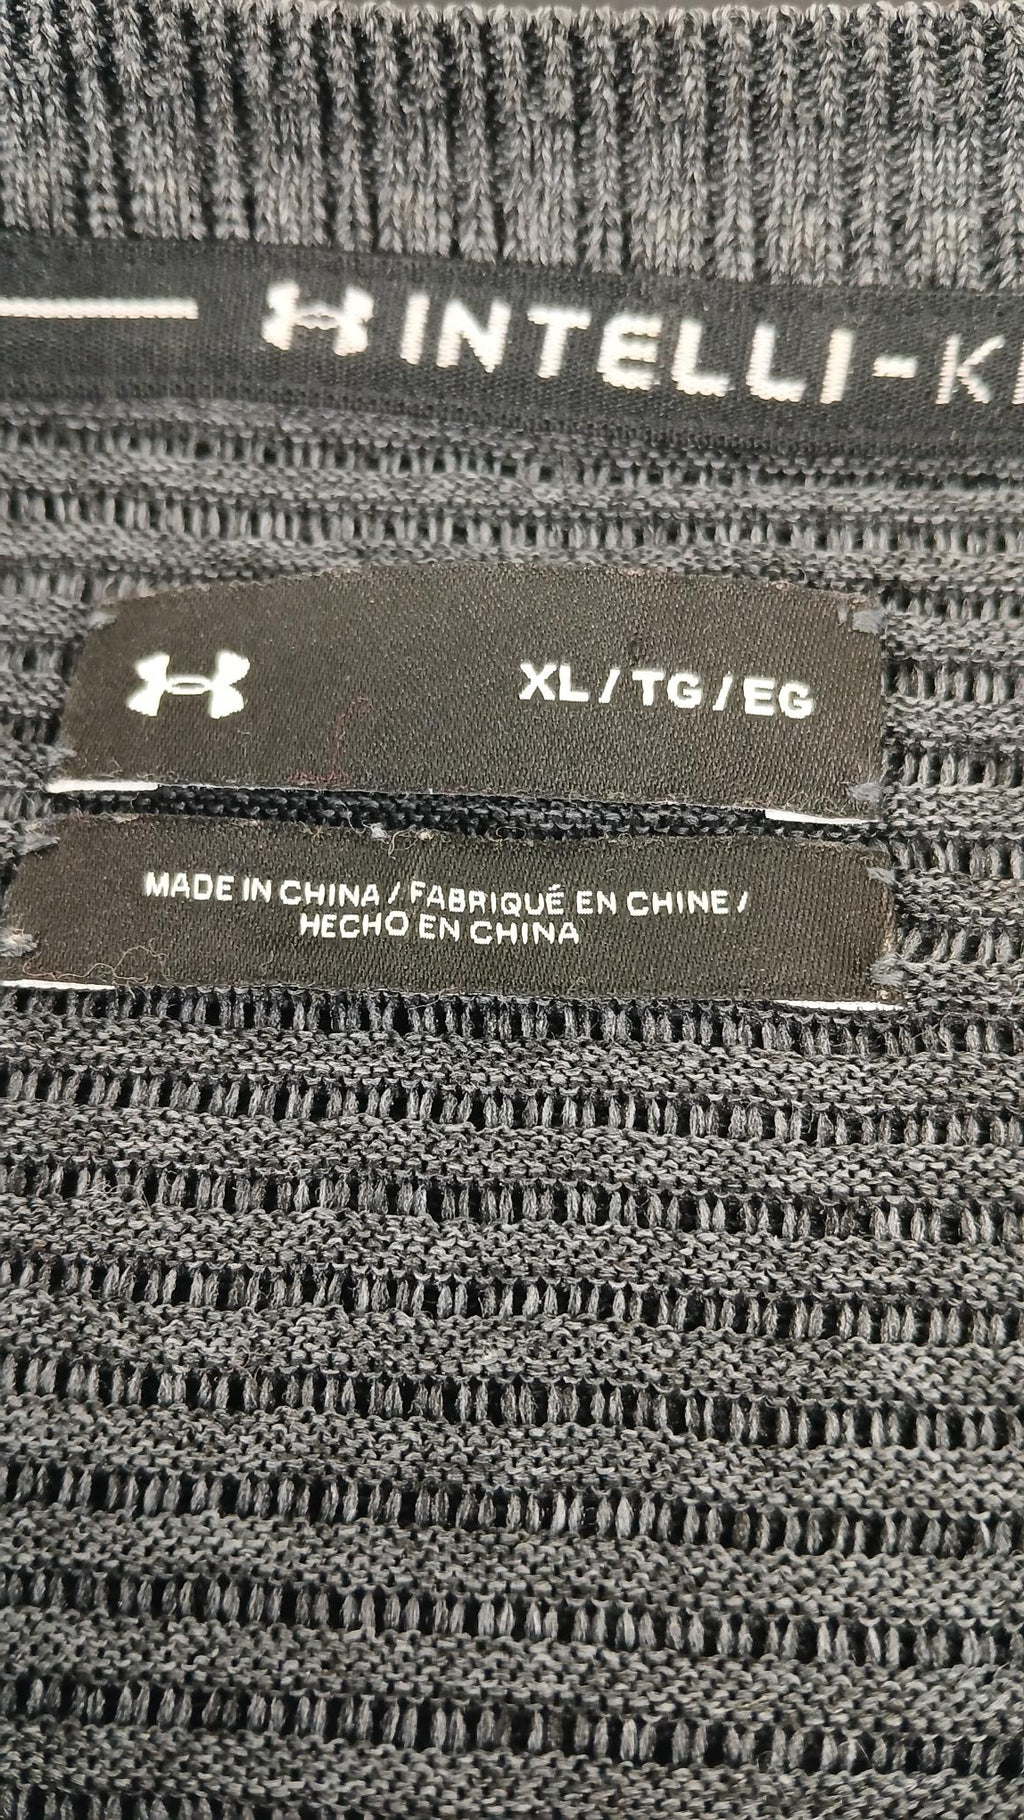 INTELLI-K
XL / TG / EG
MADE IN CHINA / FABRIQUÉ EN CHINE /
HECHO EN CHINA